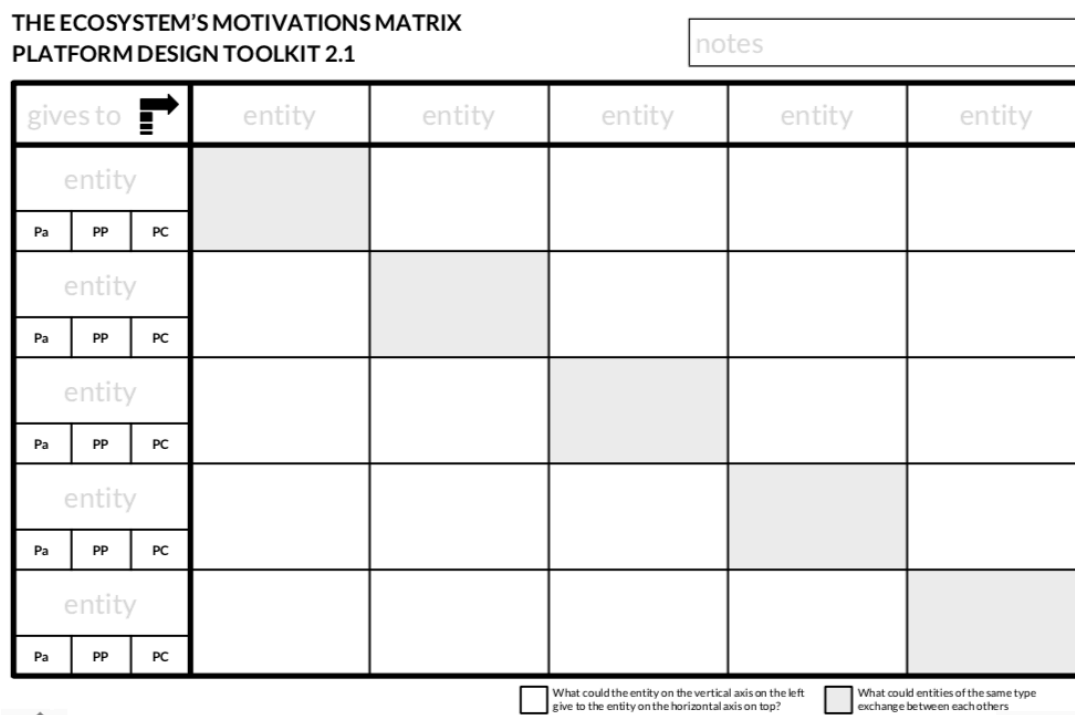 THE ECOSYSTEM'S MOTIVATIONS MATRIX
PLATFORM DESIGN TOOLKIT 2.1
notes
gives to entity entity entity entity entity
entity
Pa PP PC
entity
Pa PP PC
entity
Pa PP PC
entity
Pa PP PC
entity
Pa PP PC
What could the entity on the vertical axis on the left
give to the entity on the horizontal axis on top?
What could entities of the same type
exchange between each others